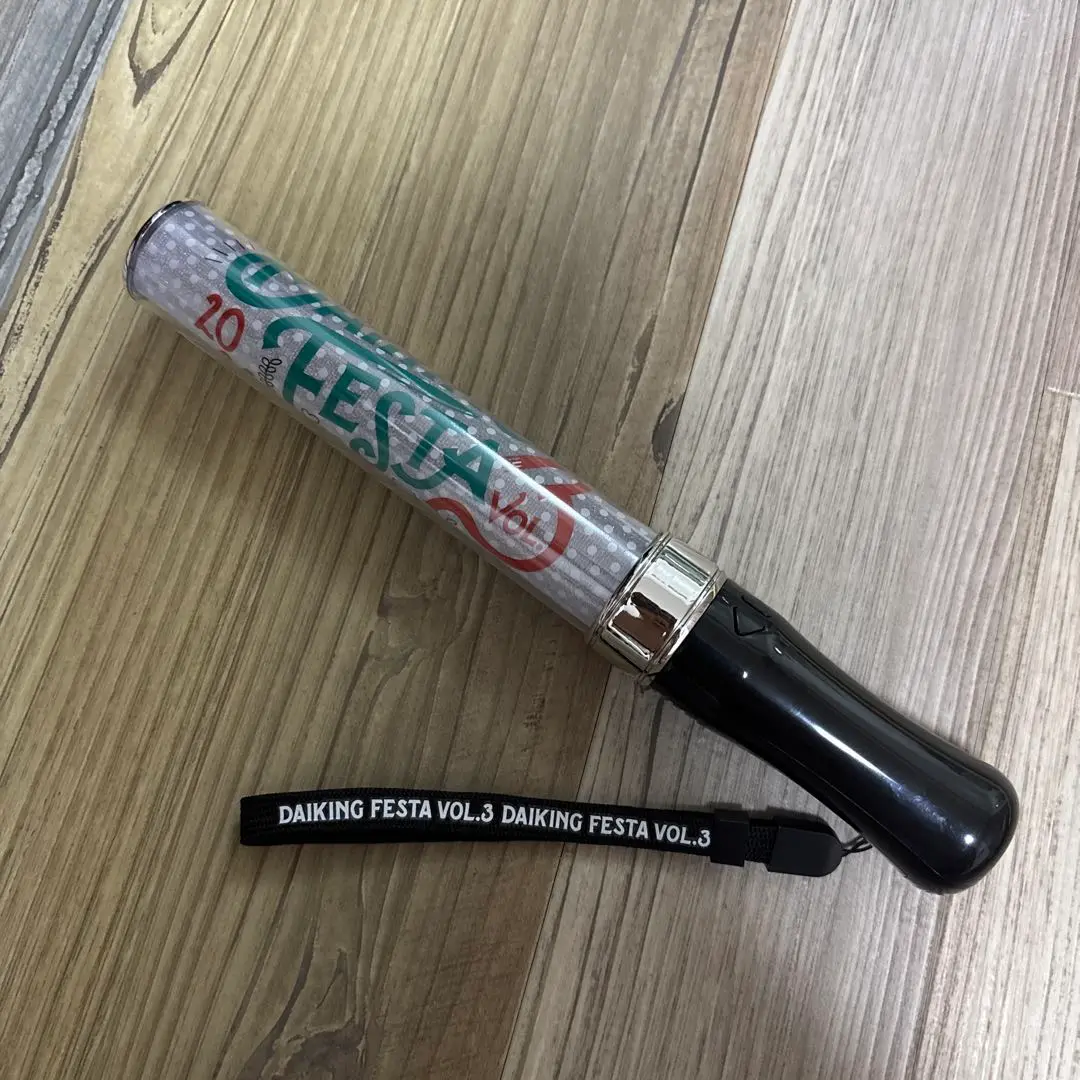 20
FESTA
VOL.
DAIKING FESTA VOL.3 DAIKING FESTA VOL.3